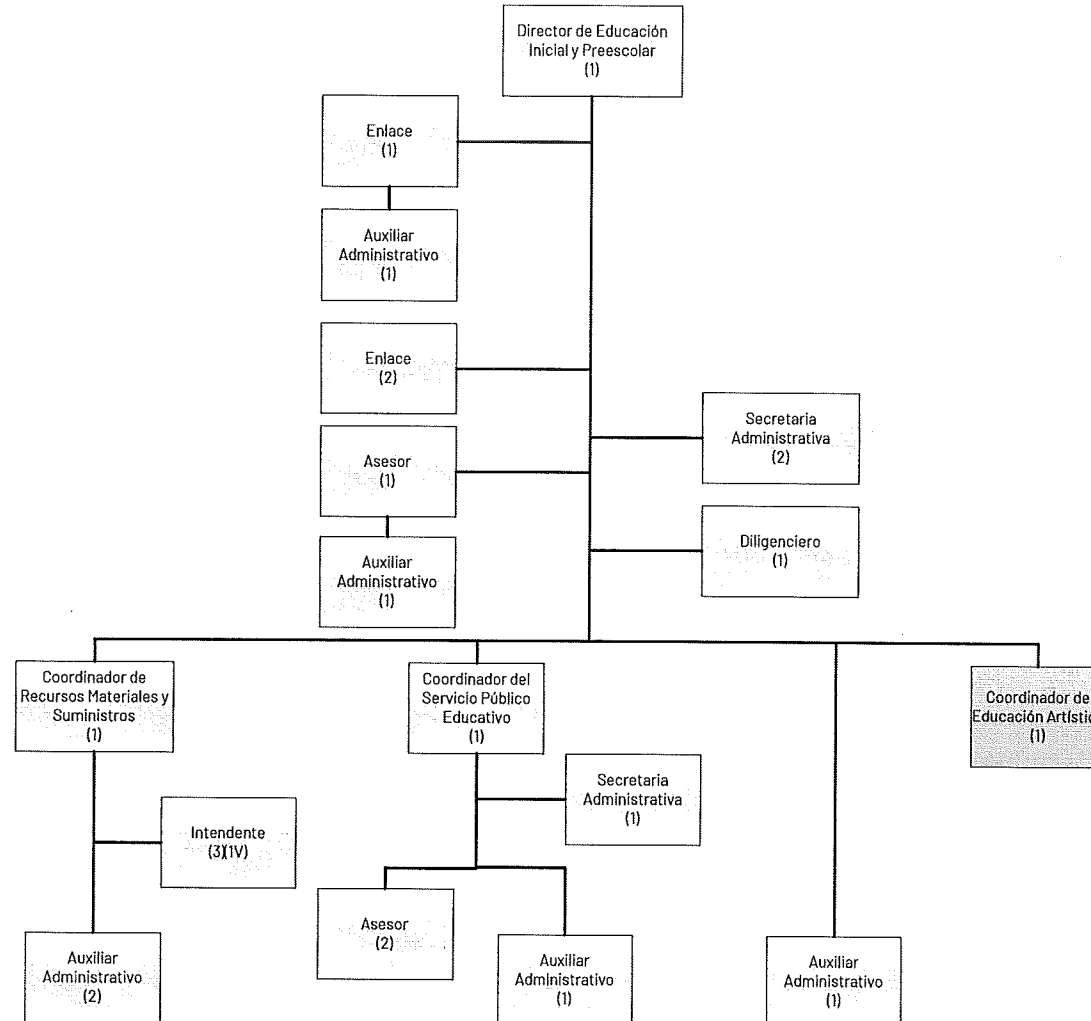 Director de Educación
Inicial y Preescolar
(1)
Enlace
(1)
Auxiliar
Administrativo
(1)
Enlace
(2)
Secretaria
Administrativa
(2)
Asesor
(1)
Diligenciero
(1)
Auxiliar
Administrativo
(1)
Coordinador de
Recursos Materiales y
Suministros
(1)
Coordinador del
Servicio Público
Educativo
(1)
Coordinador de
Educación
(1)
Secretaria
Administrativa
(1)
Intendente
(3)(1V)
Asesor
(2)
Auxiliar
Administrativo
(2)
Auxiliar
Administrativo
(1)
Auxiliar
Administrativo
(1)